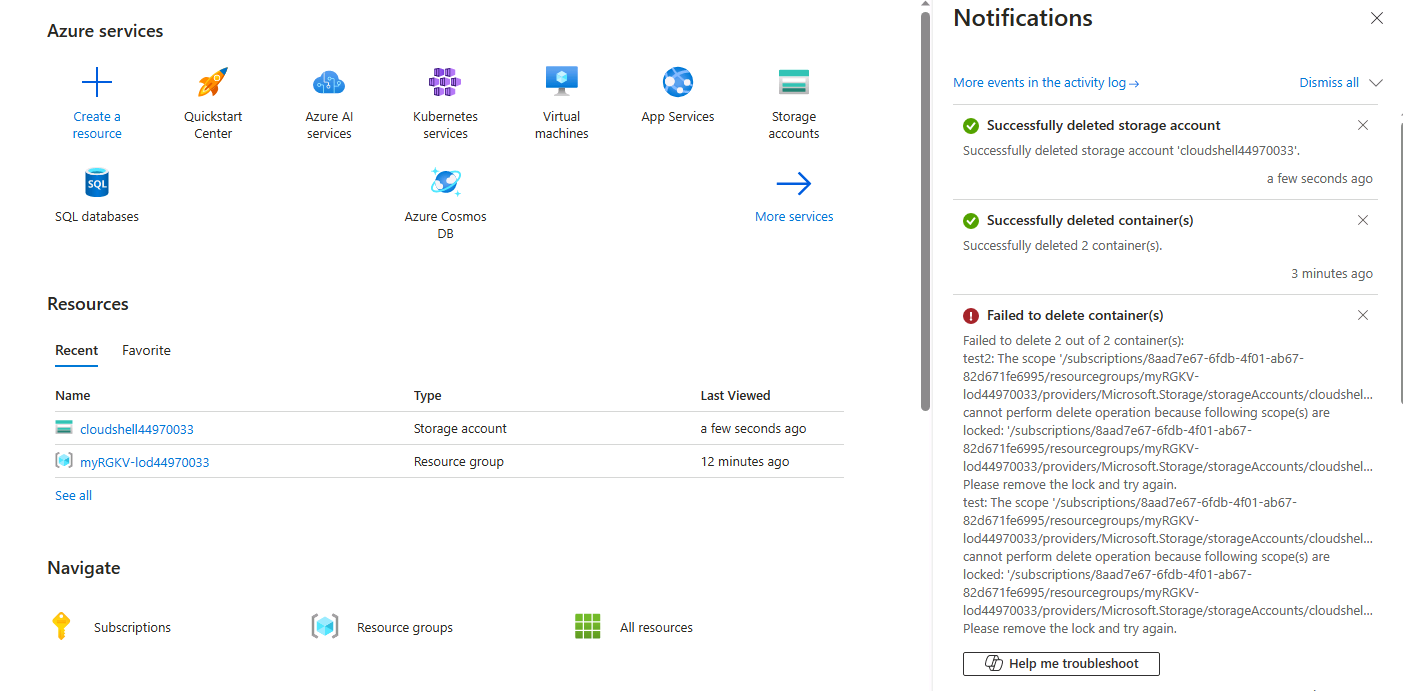 Azure services
Create a
resource
Quickstart
Center
Azure AI
services
Kubernetes
services
Virtual
machines
App Services
Storage
accounts
SQL
SQL databases
Azure Cosmos
DB
More services
Resources
Recent
Favorite
Name Type Last Viewed
cloudshell44970033 Storage account a few seconds ago
myRGKV-lod44970033 Resource group 12 minutes ago
See all
Navigate
Subscriptions
Resource groups
All resources
Notifications
More events in the activity log→
Dismiss all
Successfully deleted storage account
Successfully deleted storage account 'cloudshell44970033'.
a few seconds ago
Successfully deleted container(s)
Successfully deleted 2 container(s).
3 minutes ago
Failed to delete container(s)
Failed to delete 2 out of 2 container(s):
test2: The scope '/subscriptions/8aad7e67-6fdb-4f01-ab67-
82d671fe6995/resourcegroups/myRGKV-
lod44970033/providers/Microsoft.Storage/storageAccounts/cloudshell...
cannot perform delete operation because following scope(s) are
locked: '/subscriptions/8aad7e67-6fdb-4f01-ab67-
82d671fe6995/resourcegroups/myRGKV-
lod44970033/providers/Microsoft.Storage/storageAccounts/cloudshel...
Please remove the lock and try again.
test: The scope '/subscriptions/8aad7e67-6fdb-4f01-ab67-
82d671fe6995/resourcegroups/myRGKV-
lod44970033/providers/Microsoft.Storage/storageAccounts/cloudshel...
cannot perform delete operation because following scope(s) are
locked: '/subscriptions/8aad7e67-6fdb-4f01-ab67-
82d671fe6995/resourcegroups/myRGKV-
lod44970033/providers/Microsoft.Storage/storageAccounts/cloudshel...
Please remove the lock and try again.
Help me troubleshoot